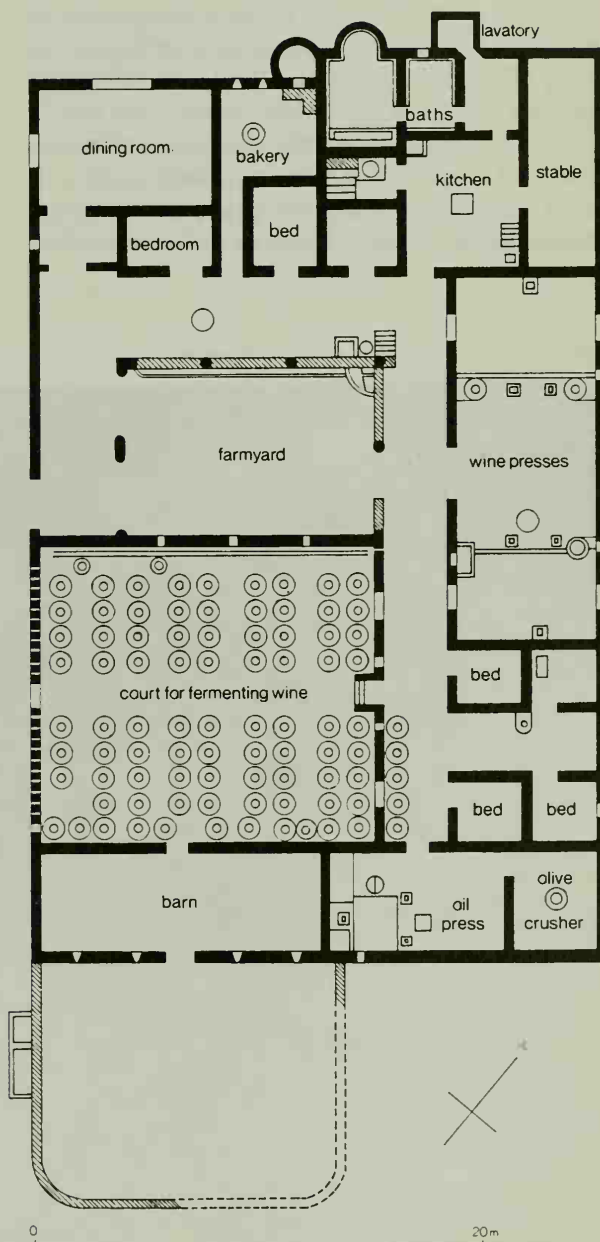 lavatory
baths
dining room
bakery
kitchen
stable
bedroom
bed
farmyard
wine presses
court for fermenting wine
bed
bed
bed
barn
oil
press
olive
crusher
0
20m